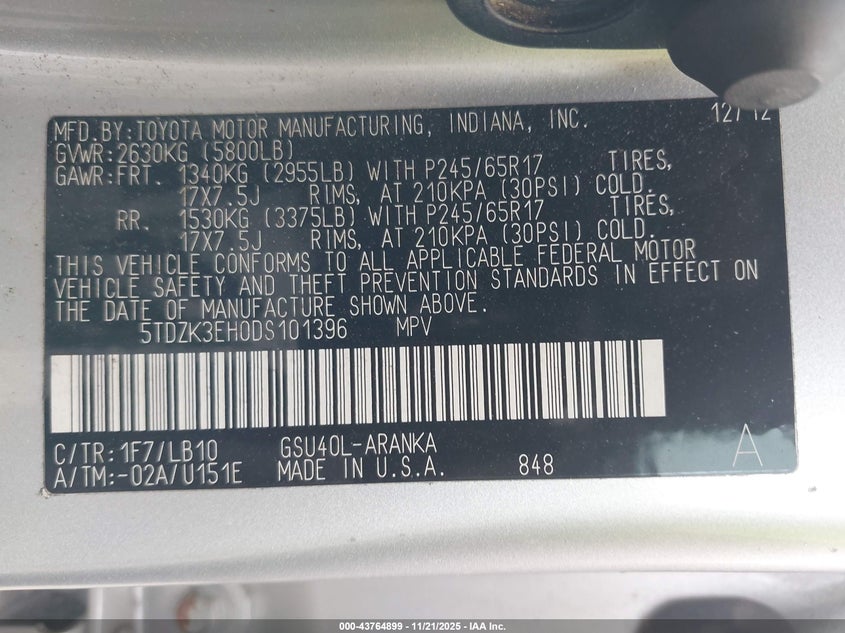 MFD.BY:TOYOTA MOTOR MANUFACTURING, INDIANA, INC. 12/12
GVWR:2630KG (5800LB)
GAWR:FRT. 1340KG (2955LB) WITH P245/65R17 TIRES,
17X7.5J RIMS, AT 210KPA (30PSI) COLD.
RR. 1530KG (3375LB) WITH P245/65R17 TIRES,
17X7.5J RIMS, AT 210KPA (30PSI) COLD.
THIS VEHICLE CONFORMS TO ALL APPLICABLE FEDERAL MOTOR
VEHICLE SAFETY AND THEFT PREVENTION STANDARDS IN EFFECT ON
THE DATE OF MANUFACTURE SHOWN ABOVE.
5TDZK3EH0DS101396 MPV
C/TR:1F7/LB10 GSU40L-ARANKA A
A/TM:-02A/U151E MADE IN U.S.A. 848
000-43764899 - 11/21/2025 - IAA Inc.